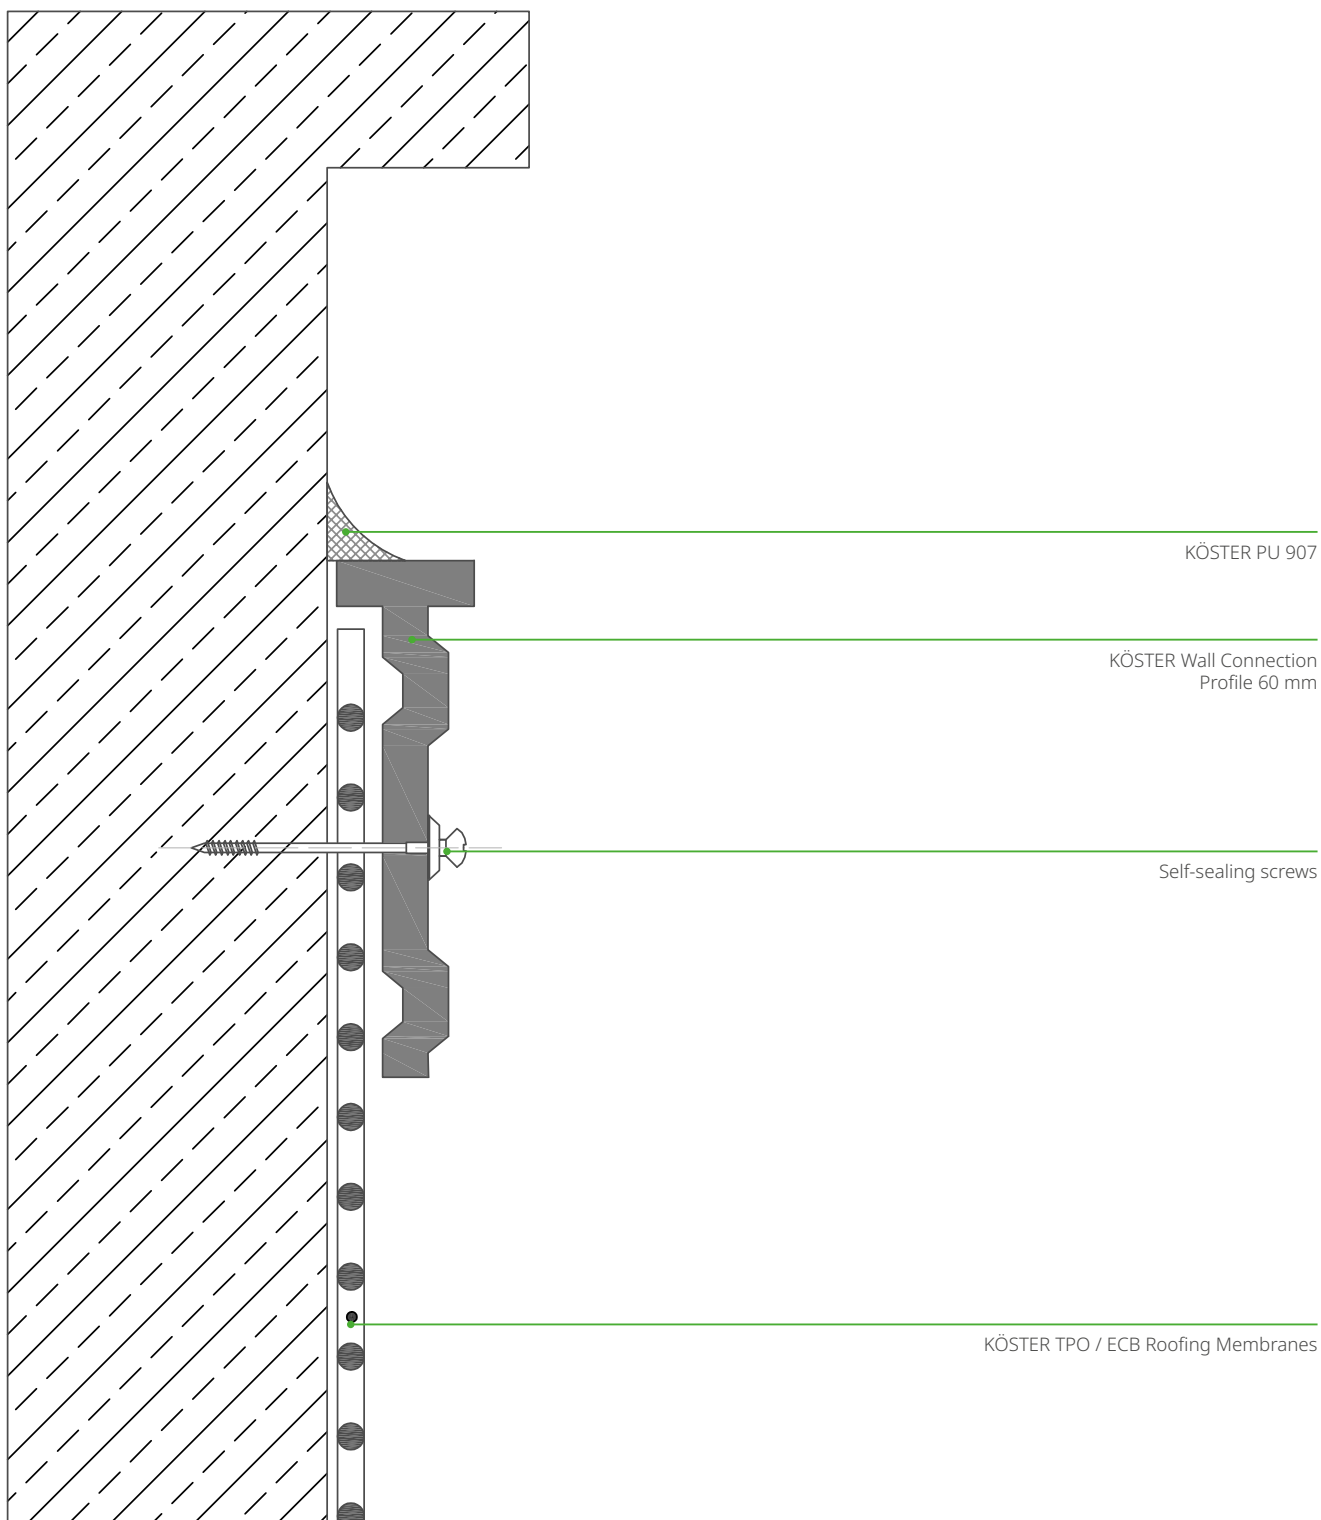 KÖSTER PU 907
KÖSTER Wall Connection
Profile 60 mm
Self-sealing screws
KÖSTER TPO / ECB Roofing Membranes